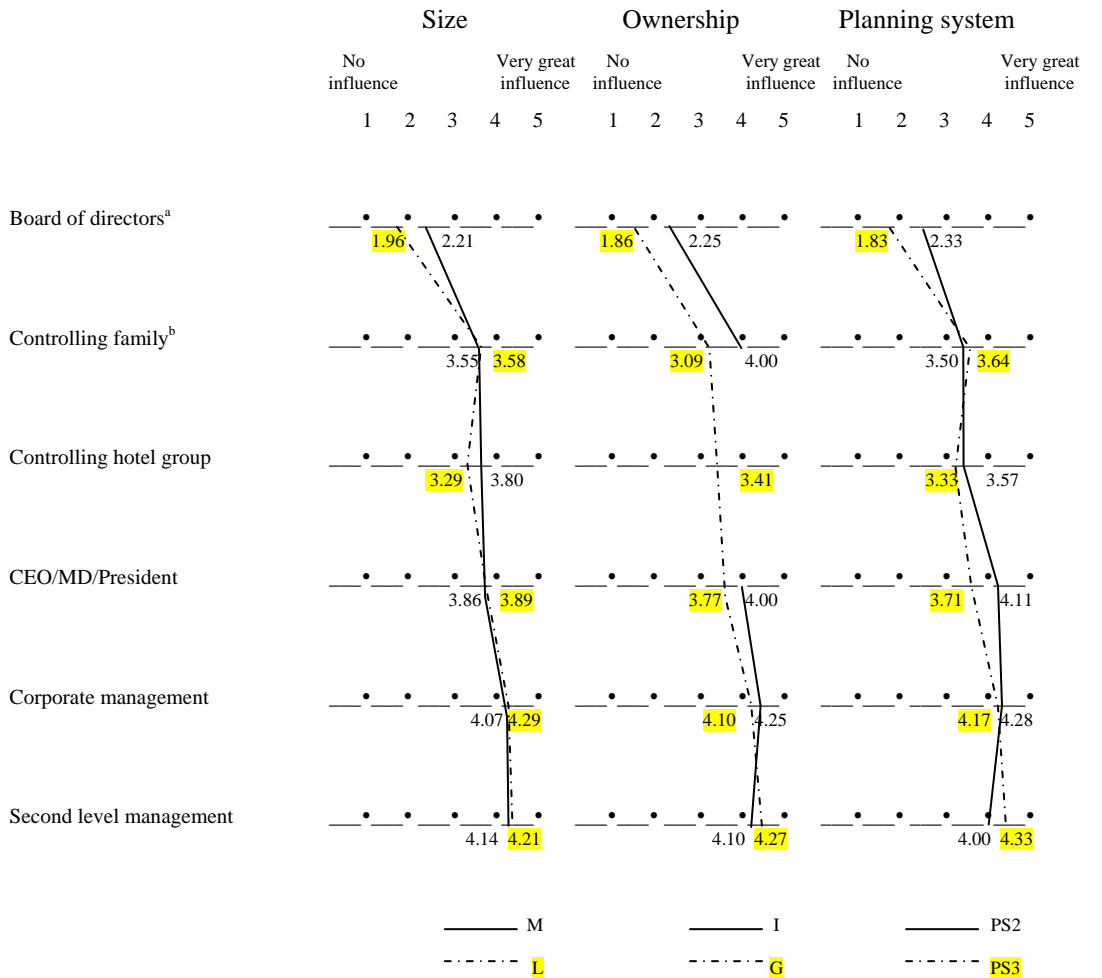 Size Ownership Planning system
No influence Very great influence No influence Very great influence No influence Very great influence
1 2 3 4 5 1 2 3 4 5 1 2 3 4 5
Board of directorsᵃ
1.96 2.21 1.86 2.25 1.83 2.33
Controlling familyᵇ
3.55 3.58 3.09 4.00 3.50 3.64
Controlling hotel group
3.29 3.80 3.41 3.33 3.57
CEO/MD/President
3.86 3.89 3.77 4.00 3.71 4.11
Corporate management
4.07 4.29 4.10 4.25 4.17 4.28
Second level management
4.14 4.21 4.10 4.27 4.00 4.33
M I PS2
L G PS3